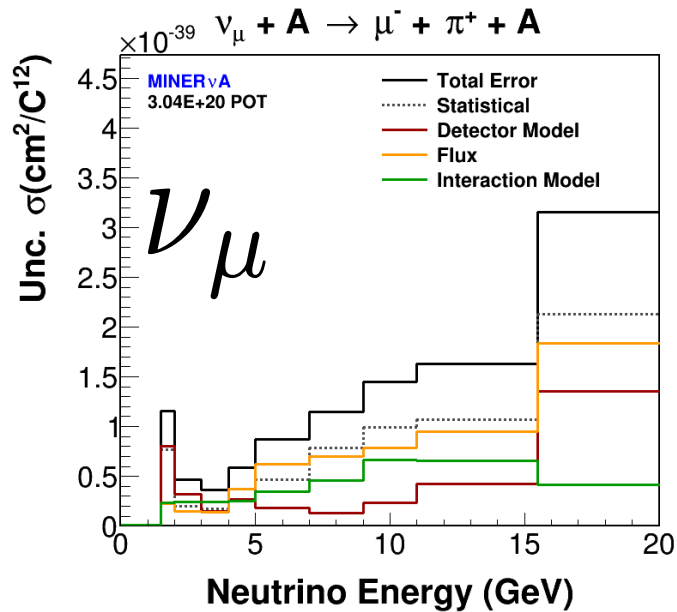 ν_μ + A → μ⁻ + π⁺ + A
×10⁻³⁹
Unc. σ(cm²/C¹²)
4.5
4
3.5
3
2.5
2
1.5
1
0.5
0
MINERνA
3.04E+20 POT
ν_μ
Total Error
Statistical
Detector Model
Flux
Interaction Model
0 5 10 15 20
Neutrino Energy (GeV)